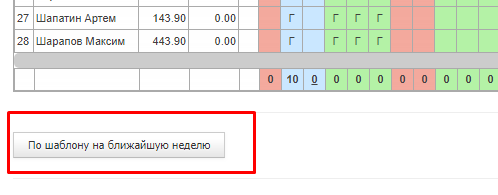 27 Шапатин Артем 143.90 0.00 Г Г Г Г
28 Шарапов Максим 443.90 0.00 Г Г Г Г
0 10 0 0 0 0 0 0 0 0 0
По шаблону на ближайшую неделю